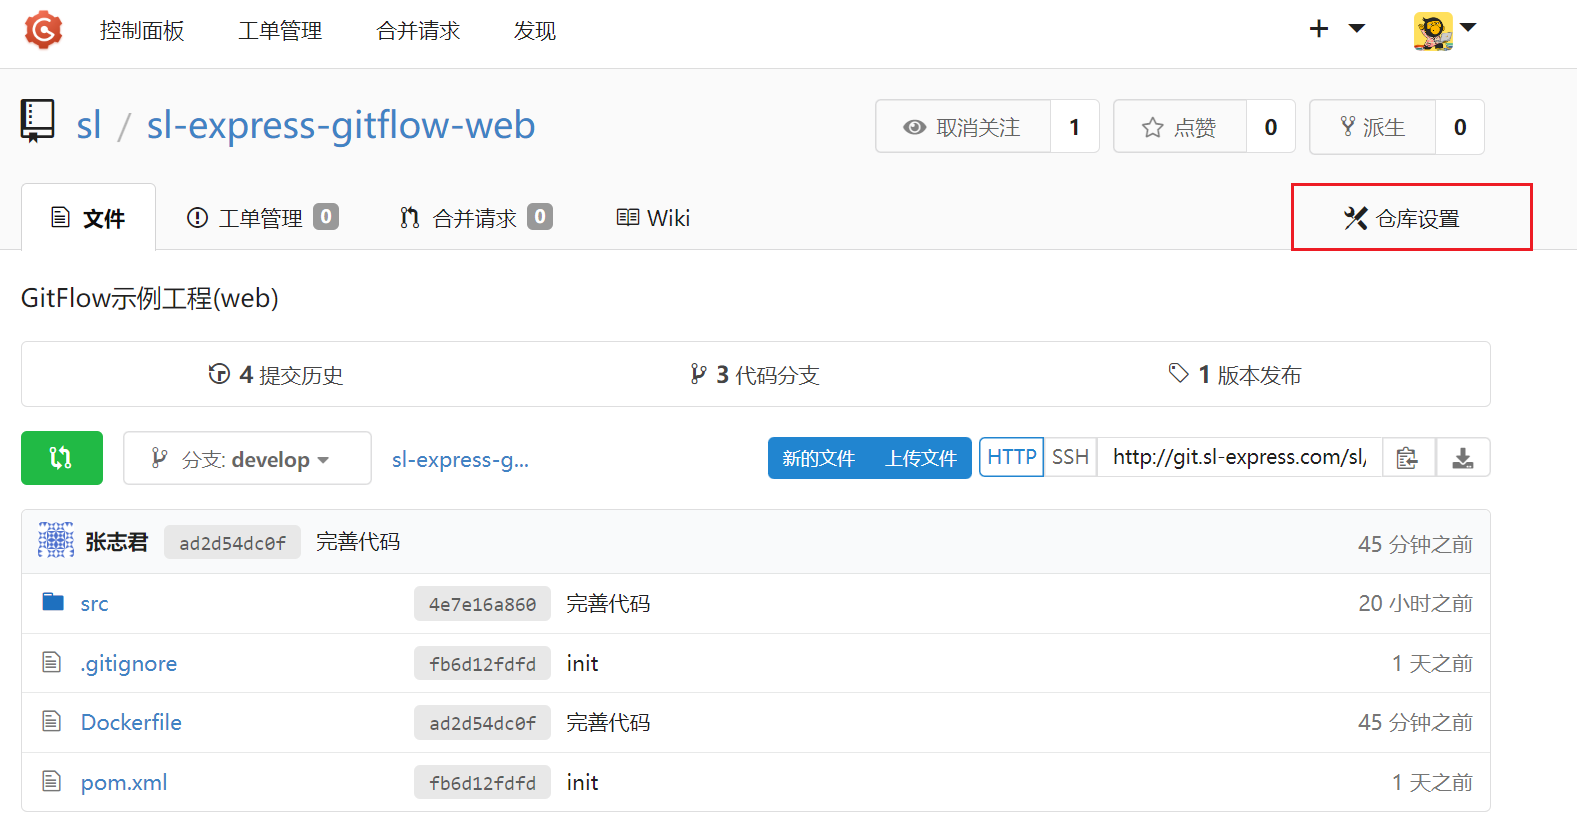 控制面板 工单管理 合并请求 发现
sl / sl-express-gitflow-web 取消关注 1 点赞 0 派生 0
文件 工单管理 0 合并请求 0 Wiki 仓库设置
GitFlow示例工程(web)
4 提交历史 3 代码分支 1 版本发布
分支: develop sl-express-g... 新的文件 上传文件 HTTP SSH http://git.sl-express.com/sl/
张志君 ad2d54dc0f 完善代码 45 分钟之前
src 4e7e16a860 完善代码 20 小时之前
.gitignore fb6d12fdfd init 1 天之前
Dockerfile ad2d54dc0f 完善代码 45 分钟之前
pom.xml fb6d12fdfd init 1 天之前